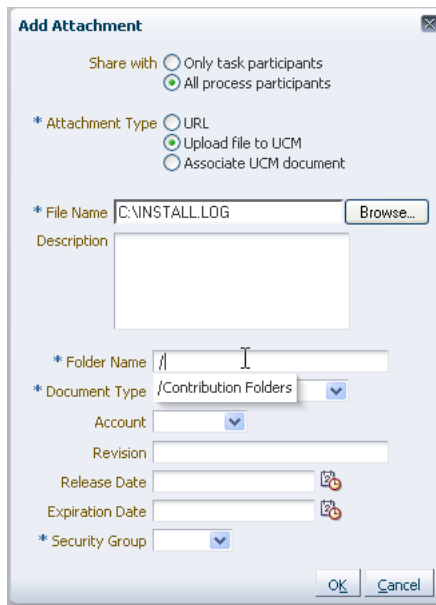 Add Attachment
Share with Only task participants
All process participants
* Attachment Type URL
Upload file to UCM
Associate UCM document
* File Name C:\INSTALL.LOG Browse...
Description
* Folder Name /
* Document Type /Contribution Folders
Account
Revision
Release Date
Expiration Date
* Security Group
OK Cancel